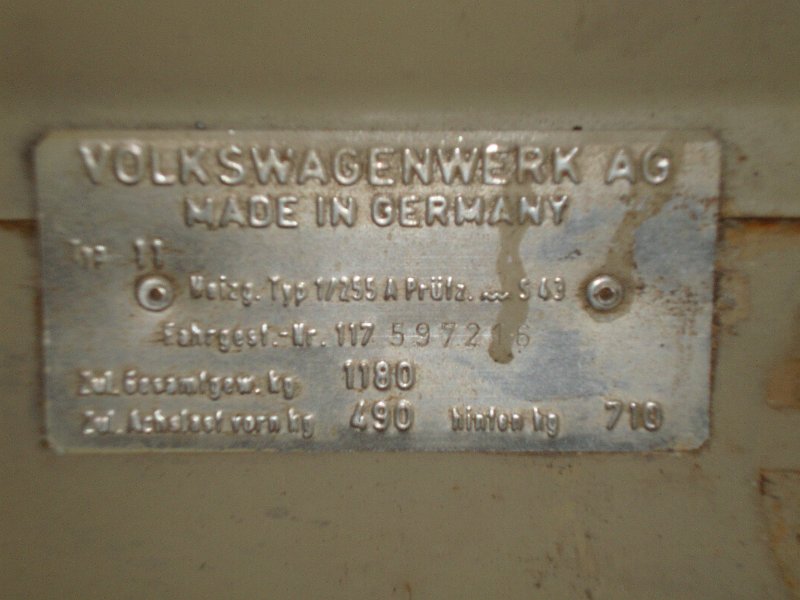 VOLKSWAGENWERK AG
MADE IN GERMANY
Typ 11
Heizg. Typ 1/255 A Prüfz. ~~~ S 43
Fahrgest.-Nr. 117 597216
Zul. Gesamtgew. kg 1180
Zul. Achslast vorn kg 490 hinten kg 710